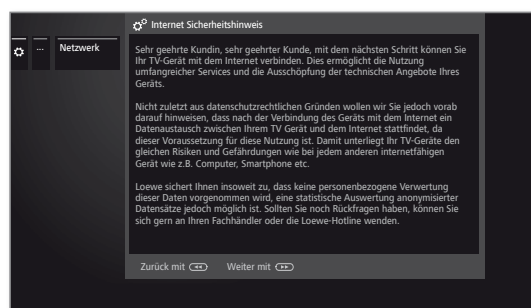 Internet Sicherheitshinweis
...
Netzwerk
Sehr geehrte Kundin, sehr geehrter Kunde, mit dem nächsten Schritt können Sie
Ihr TV-Gerät mit dem Internet verbinden. Dies ermöglicht die Nutzung
umfangreicher Services und die Ausschöpfung der technischen Angebote Ihres
Geräts.
Nicht zuletzt aus datenschutzrechtlichen Gründen wollen wir Sie jedoch vorab
darauf hinweisen, dass nach der Verbindung des Geräts mit dem Internet ein
Datenaustausch zwischen Ihrem TV Gerät und dem Internet stattfindet, da
dieser Voraussetzung für diese Nutzung ist. Damit unterliegt Ihr TV-Geräte den
gleichen Risiken und Gefährdungen wie bei jedem anderen internetfähigen
Gerät wie z.B. Computer, Smartphone etc.
Loewe sichert Ihnen insoweit zu, dass keine personenbezogene Verwertung
dieser Daten vorgenommen wird, eine statistische Auswertung anonymisierter
Datensätze jedoch möglich ist. Sollten Sie noch Rückfragen haben, können Sie
sich gern an Ihren Fachhändler oder die Loewe-Hotline wenden.
Zurück mit Weiter mit